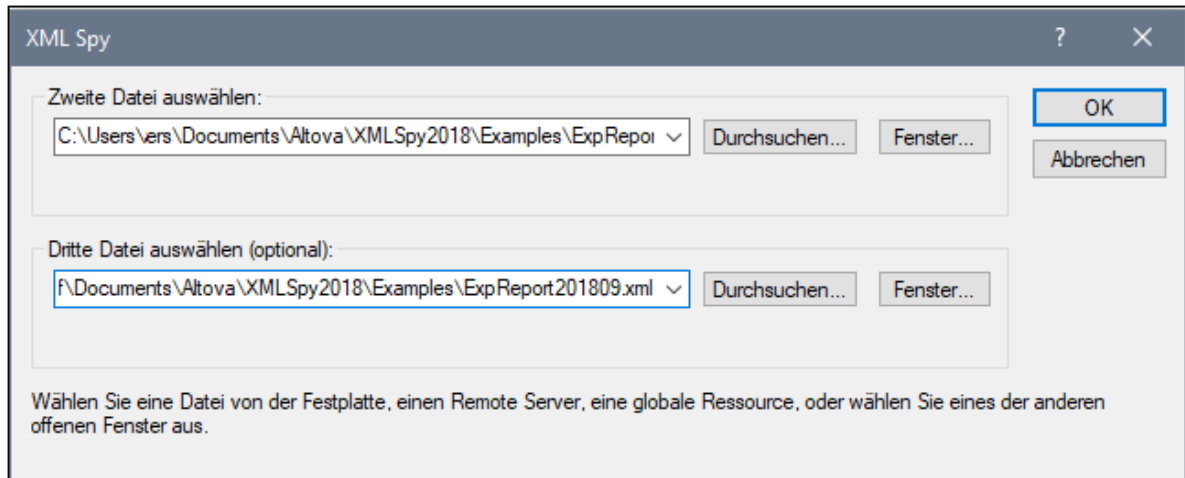 XML Spy
Zweite Datei auswählen:
C:\Users\ers\Documents\Altova\XMLSpy2018\Examples\ExpRepor
Durchsuchen...
Fenster...
OK
Abbrechen
Dritte Datei auswählen (optional):
f\Documents\Altova\XMLSpy2018\Examples\ExpReport201809.xml
Durchsuchen...
Fenster...
Wählen Sie eine Datei von der Festplatte, einen Remote Server, eine globale Ressource, oder wählen Sie eines der anderen
offenen Fenster aus.